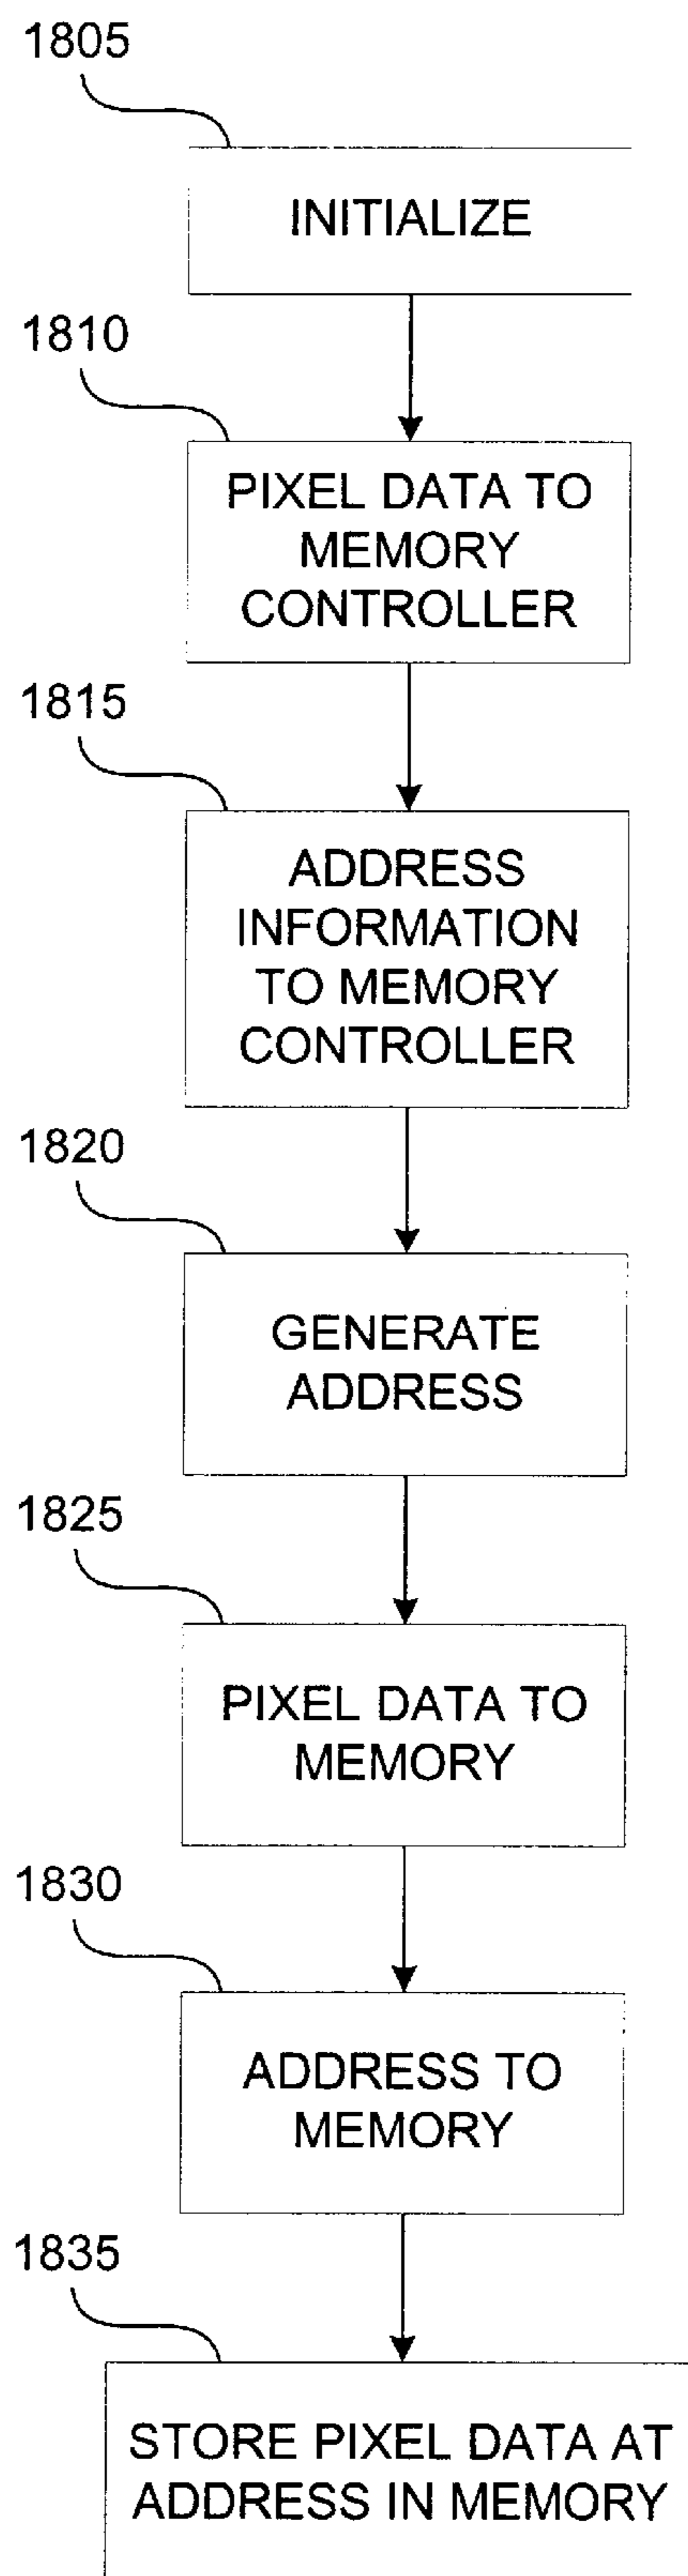 1805
INITIALIZE
1810
PIXEL DATA TO
MEMORY
CONTROLLER
1815
ADDRESS
INFORMATION
TO MEMORY
CONTROLLER
1820
GENERATE
ADDRESS
1825
PIXEL DATA TO
MEMORY
1830
ADDRESS TO
MEMORY
1835
STORE PIXEL DATA AT
ADDRESS IN MEMORY